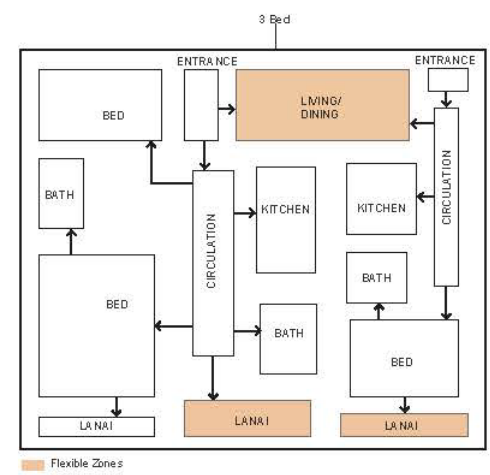 3 Bed
ENTRANCE
ENTRANCE
BED
LIVING/
DINING
BATH
CIRCULATION
KITCHEN
KITCHEN
CIRCULATION
BED
BATH
BATH
BED
LANAI
LANAI
LANAI
Flexible Zones